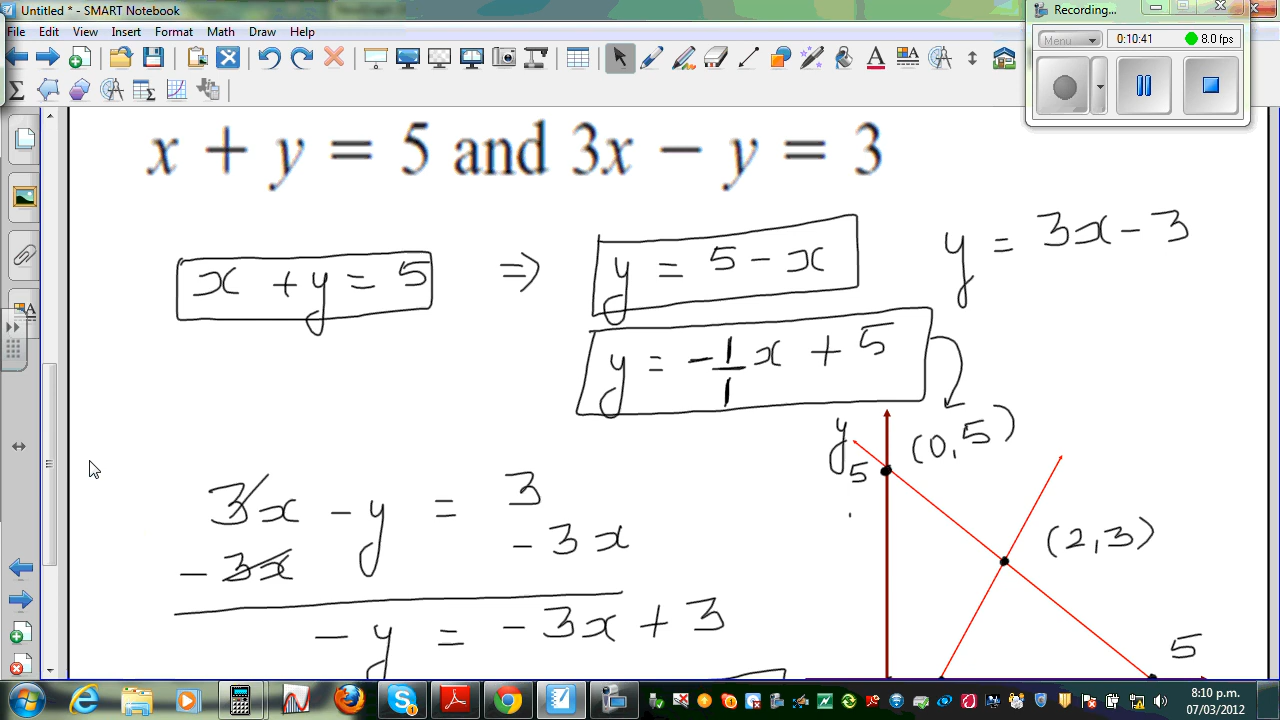 Untitled * - SMART Notebook
File Edit View Insert Format Math Draw Help
Recording...
Menu 0:10:41 8.0 fps
x + y = 5 and 3x − y = 3
x + y = 5 ⇒ y = 5 - x
y = 3x - 3
y = -1/1 x + 5
y
5
(0,5)
3x - y = 3
- 3x - 3x
- y = - 3x + 3
(2,3)
5
8:10 p.m.
07/03/2012